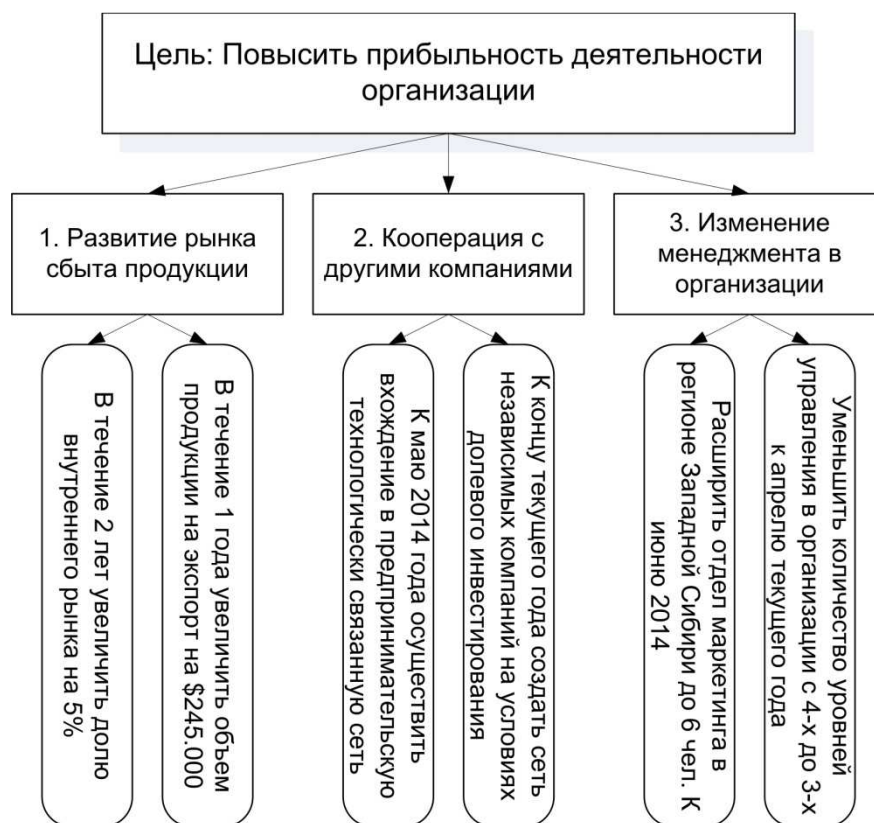 Цель: Повысить прибыльность деятельности
организации
1. Развитие рынка
сбыта продукции
2. Кооперация с
другими компаниями
3. Изменение
менеджмента в
организации
В течение 2 лет увеличить долю
внутреннего рынка на 5%
В течение 1 года увеличить объем
продукции на экспорт на $245.000
К маю 2014 года осуществить
вхождение в предпринимательскую
технологически связанную сеть
К концу текущего года создать сеть
независимых компаний на условиях
долевого инвестирования
Расширить отдел маркетинга в
регионе Западной Сибири до 6 чел. К
июню 2014
Уменьшить количество уровней
управления в организации с 4-х до 3-х
к апрелю текущего года